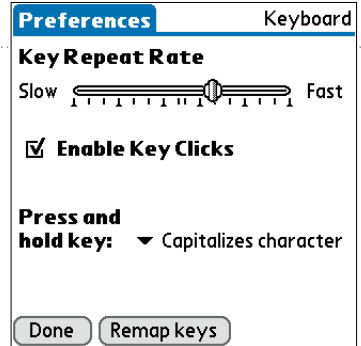 Preferences Keyboard
Key Repeat Rate
Slow Fast
Enable Key Clicks
Press and
hold key: Capitalizes character
Done Remap keys